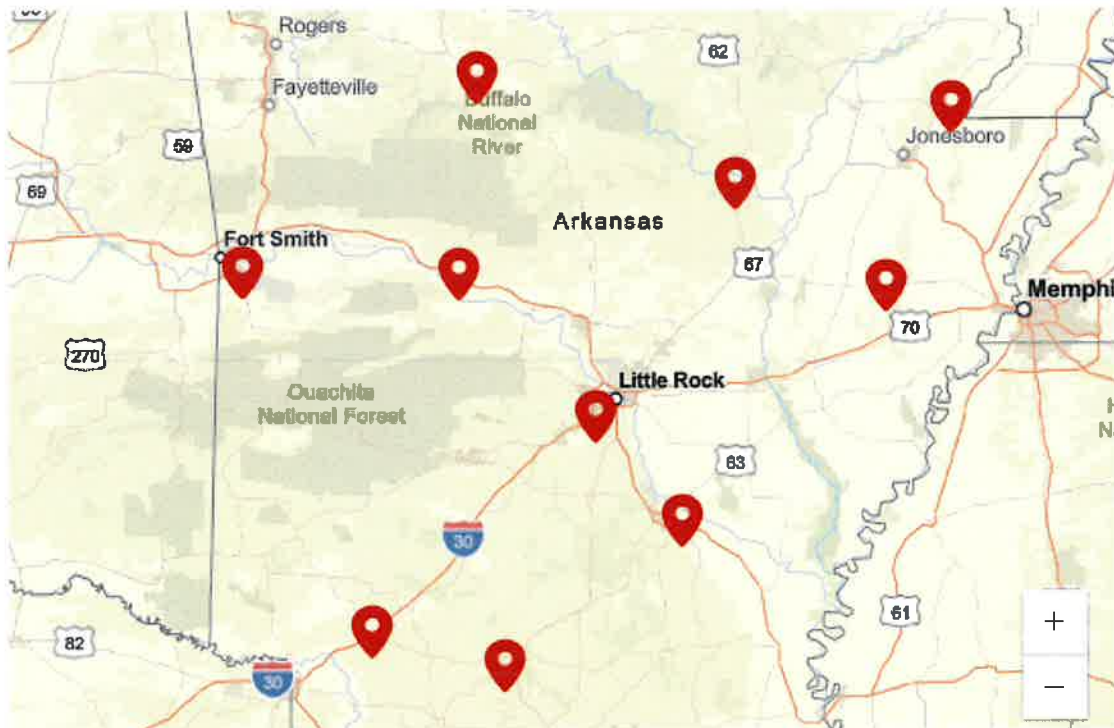 Rogers
62
Fayetteville
Buffalo
National
River
59
Jonesboro
69
Arkansas
Fort Smith
67
Memphi
70
270
Little Rock
Ouachita
National Forest
H
Na
63
30
61
82
30
+
−